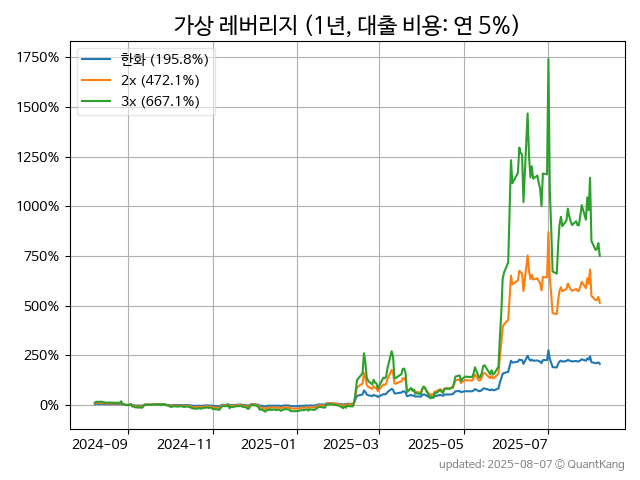 가상 레버리지 (1년, 대출 비용: 연 5%)
한화 (195.8%)
2x (472.1%)
3x (667.1%)
1750%
1500%
1250%
1000%
750%
500%
250%
0%
2024-09 2024-11 2025-01 2025-03 2025-05 2025-07
updated: 2025-08-07 © QuantKang